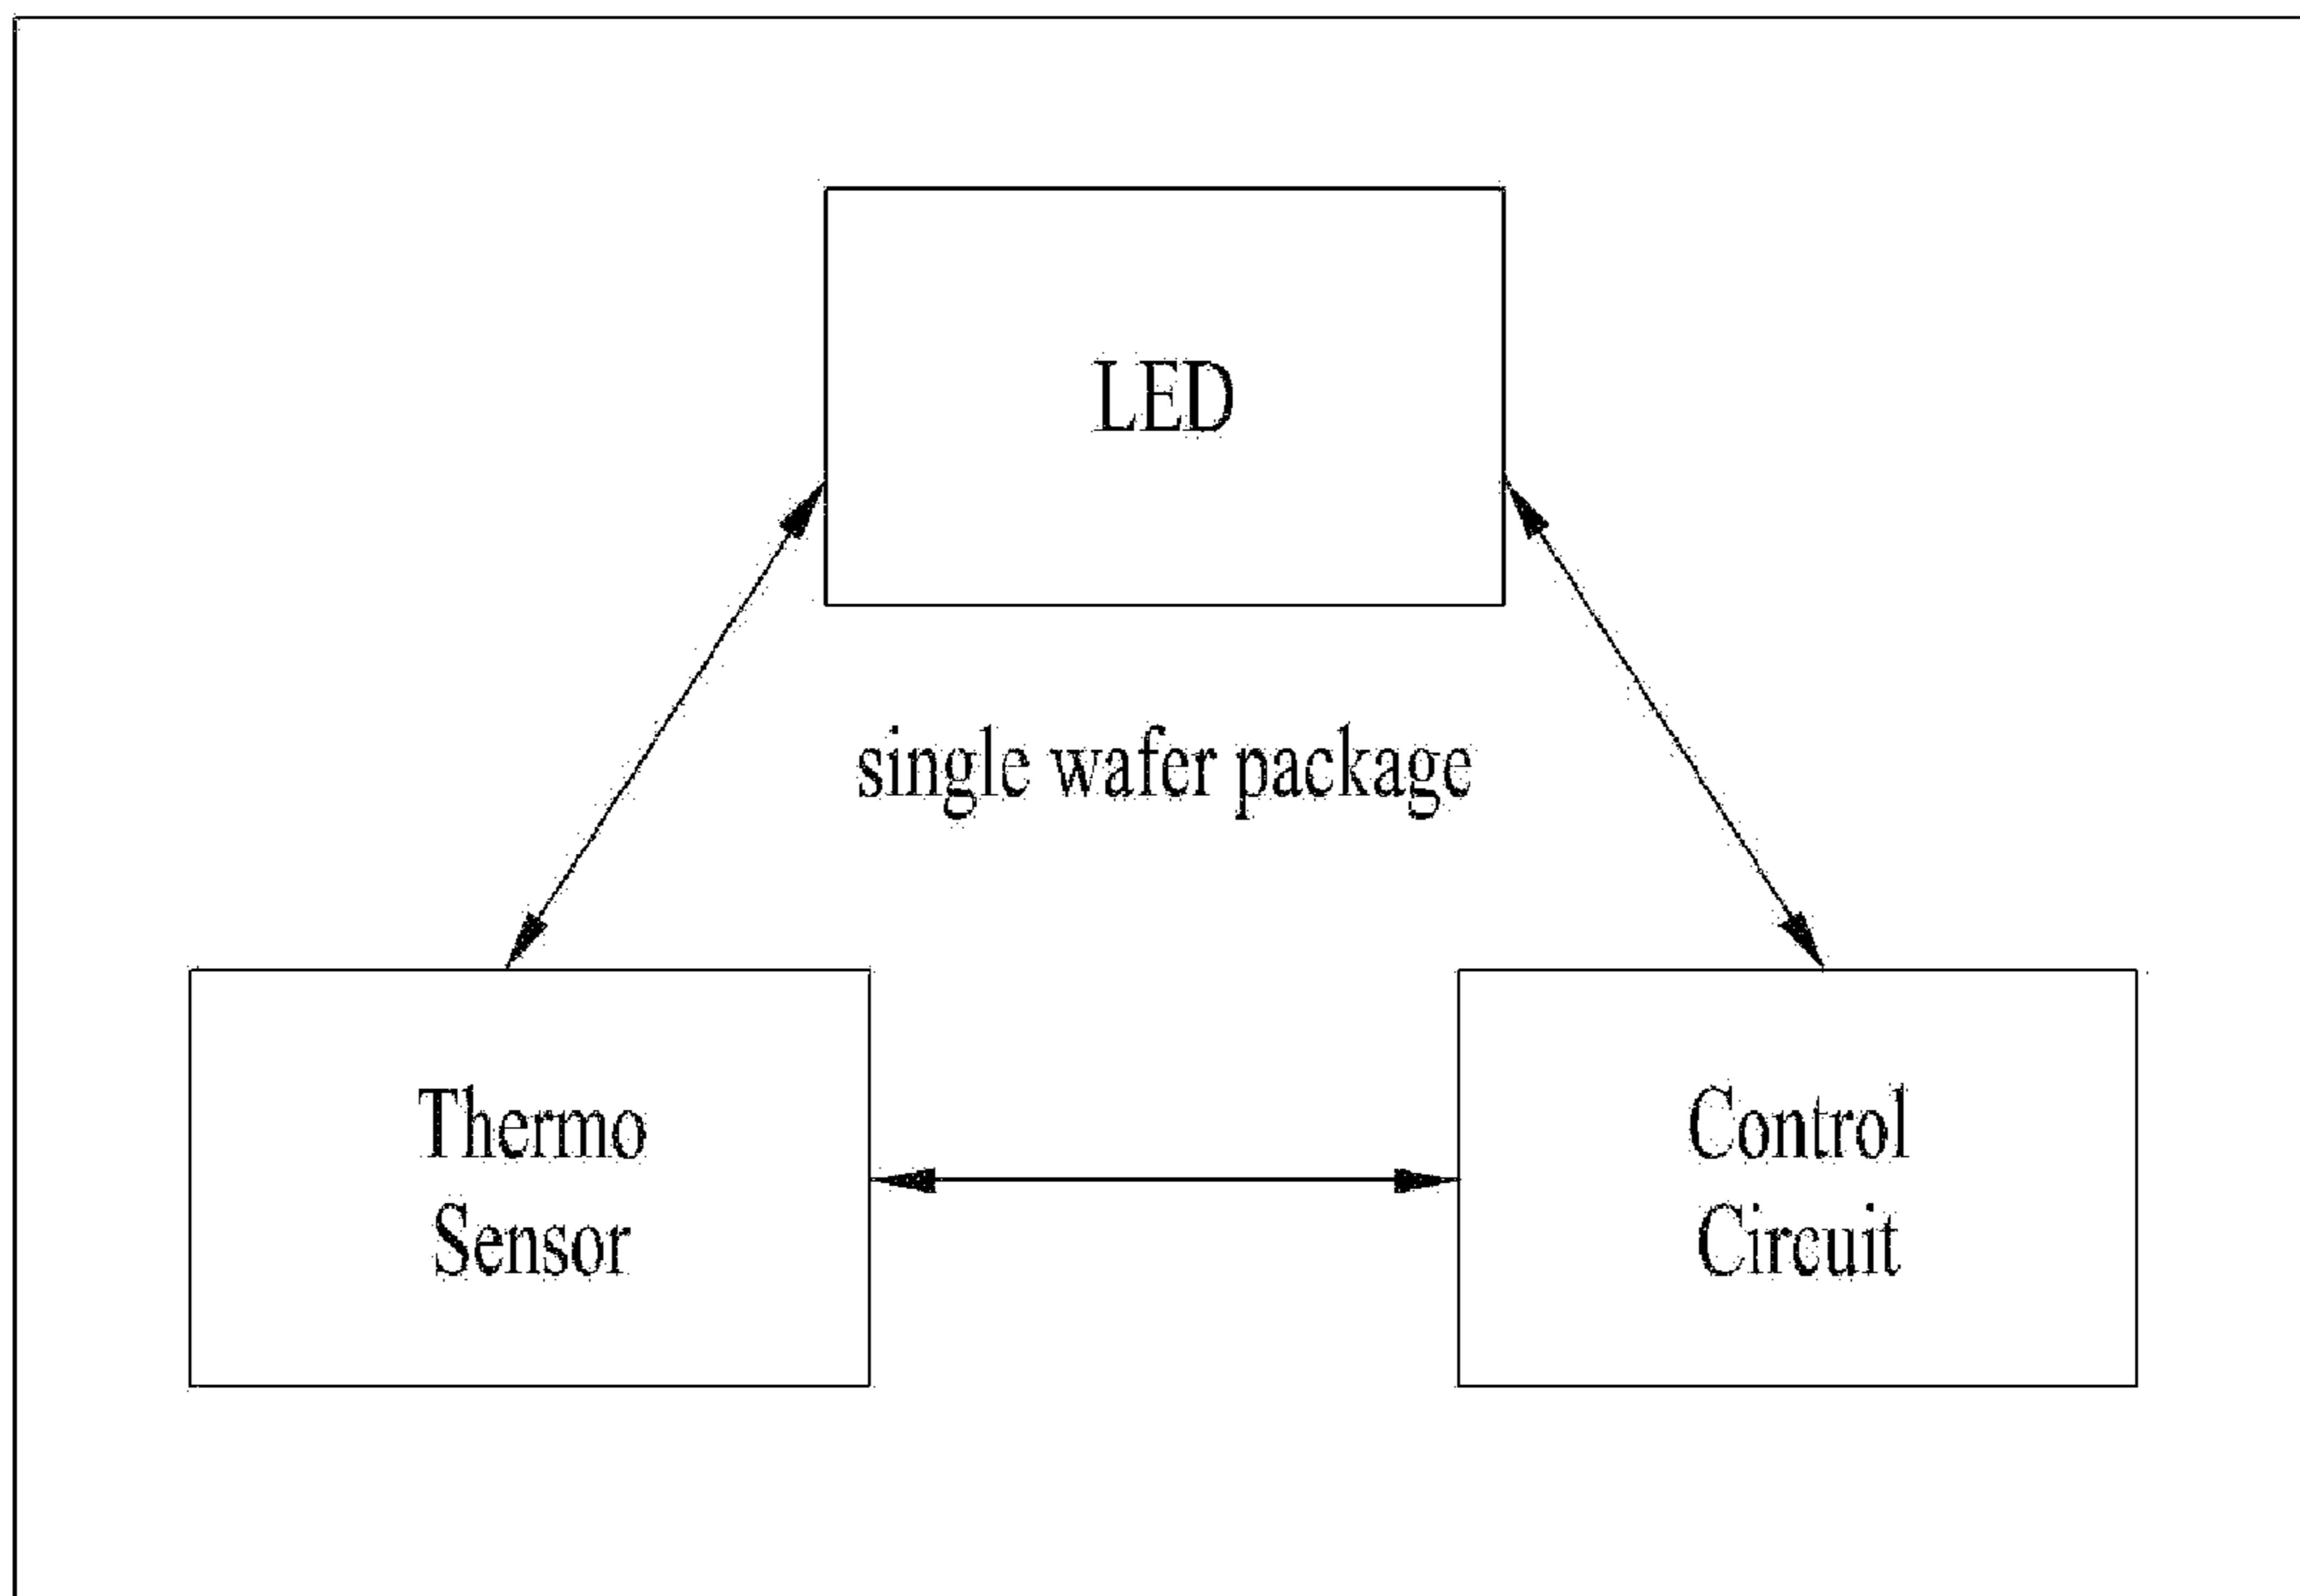 LED
single wafer package
Thermo
Sensor
Control
Circuit